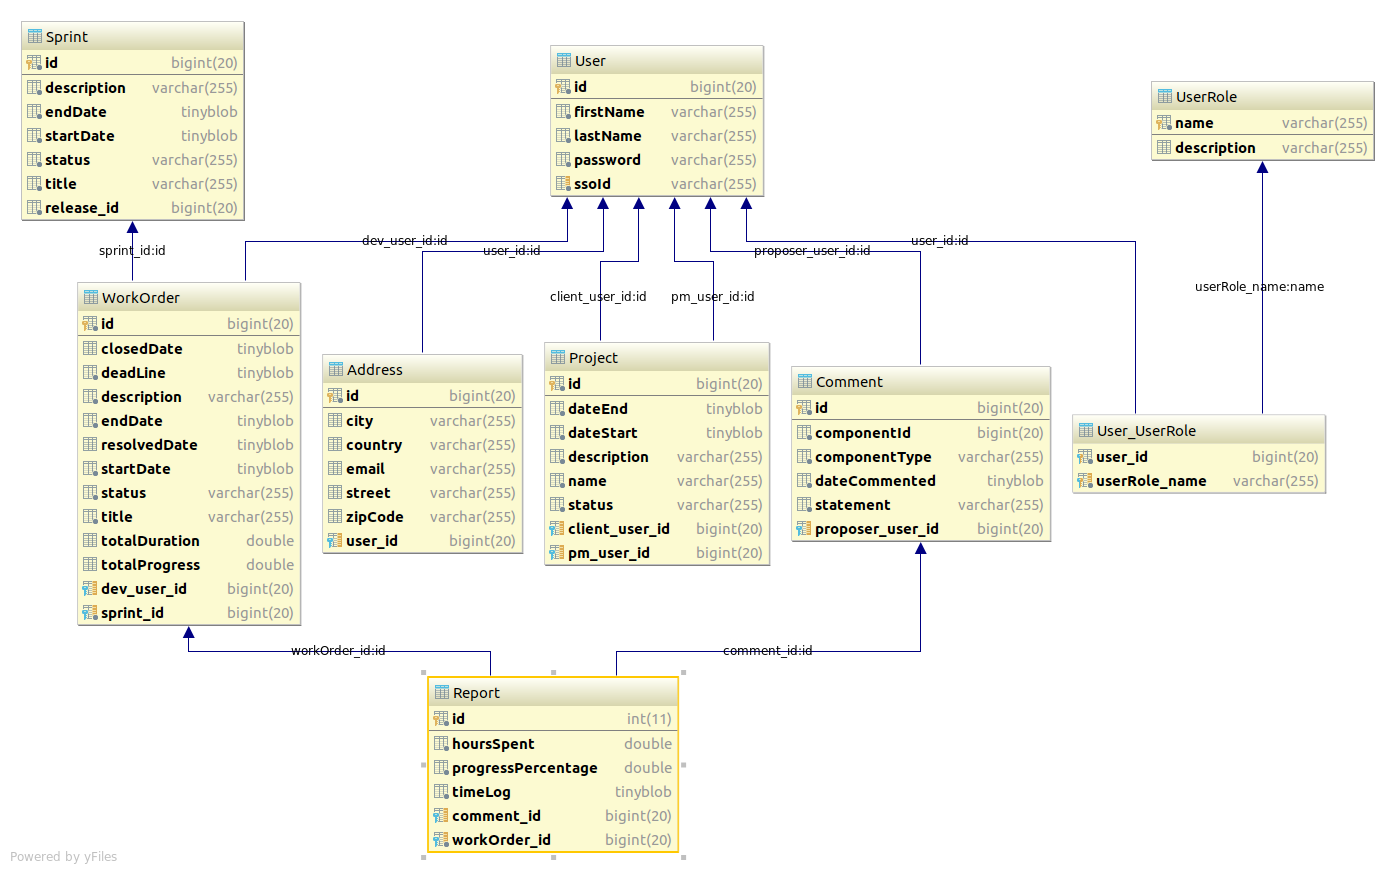 Sprint
id bigint(20)
description varchar(255)
endDate tinyblob
startDate tinyblob
status varchar(255)
title varchar(255)
release_id bigint(20)
User
id bigint(20)
firstName varchar(255)
lastName varchar(255)
password varchar(255)
ssoId varchar(255)
UserRole
name varchar(255)
description varchar(255)
sprint_id:id
dev_user_id:id
user_id:id
client_user_id:id
pm_user_id:id
proposer_user_id:id
user_id:id
userRole_name:name
WorkOrder
id bigint(20)
closedDate tinyblob
deadLine tinyblob
description varchar(255)
endDate tinyblob
resolvedDate tinyblob
startDate tinyblob
status varchar(255)
title varchar(255)
totalDuration double
totalProgress double
dev_user_id bigint(20)
sprint_id bigint(20)
Address
id bigint(20)
city varchar(255)
country varchar(255)
email varchar(255)
street varchar(255)
zipCode varchar(255)
user_id bigint(20)
Project
id bigint(20)
dateEnd tinyblob
dateStart tinyblob
description varchar(255)
name varchar(255)
status varchar(255)
client_user_id bigint(20)
pm_user_id bigint(20)
Comment
id bigint(20)
componentId bigint(20)
componentType varchar(255)
dateCommented tinyblob
statement varchar(255)
proposer_user_id bigint(20)
User_UserRole
user_id bigint(20)
userRole_name varchar(255)
workOrder_id:id
comment_id:id
Report
id int(11)
hoursSpent double
progressPercentage double
timeLog tinyblob
comment_id bigint(20)
workOrder_id bigint(20)
Powered by yFiles